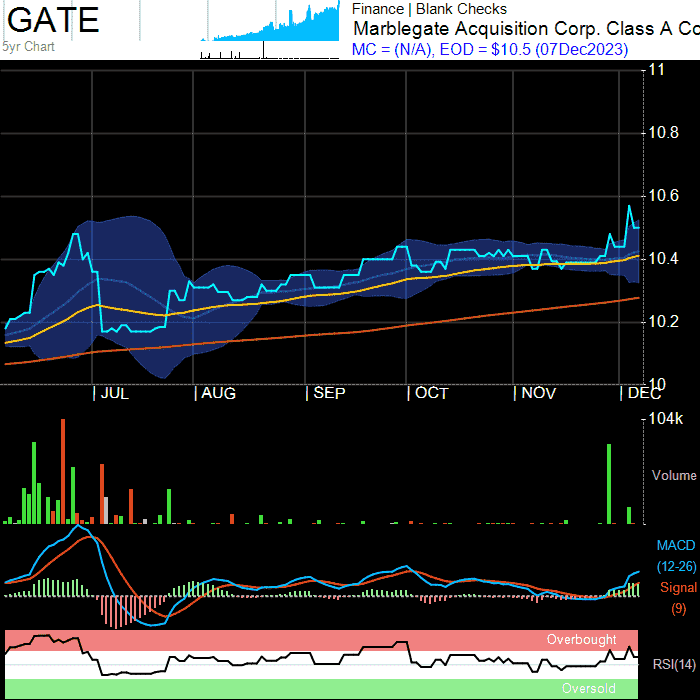 GATE
5yr Chart
Finance | Blank Checks
Marblegate Acquisition Corp. Class A Co
MC = (N/A), EOD = $10.5 (07Dec2023)
11
10.8
10.6
10.4
10.2
10
JUL AUG SEP OCT NOV DEC
104k
Volume
MACD
(12-26)
Signal
(9)
Overbought
RSI(14)
Oversold